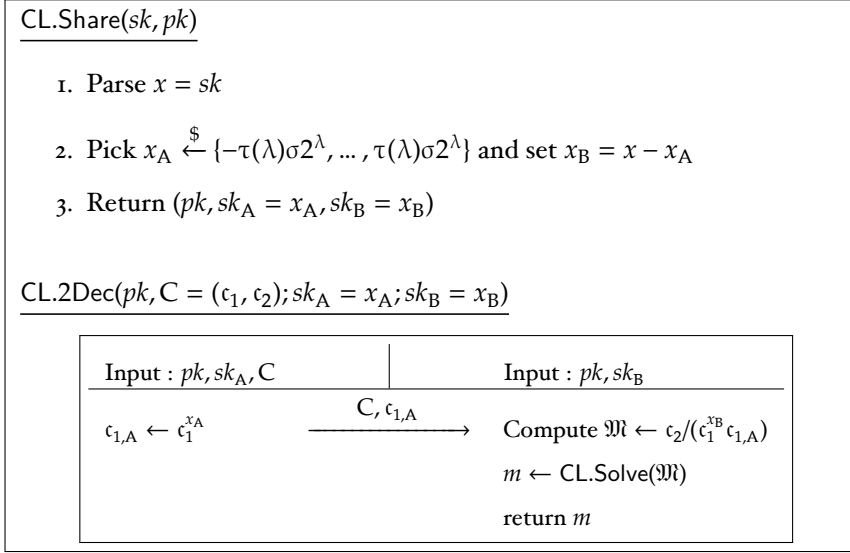 CL.Share(sk, pk)
1. Parse x = sk
2. Pick x_A ←^$ {−τ(λ)σ2^λ, … , τ(λ)σ2^λ} and set x_B = x − x_A
3. Return (pk, sk_A = x_A, sk_B = x_B)
CL.2Dec(pk, C = (𝔠_1, 𝔠_2); sk_A = x_A; sk_B = x_B)
Input : pk, sk_A, C Input : pk, sk_B
𝔠_{1,A} ← 𝔠_1^{x_A} C, 𝔠_{1,A} Compute 𝔐 ← 𝔠_2/(𝔠_1^{x_B} 𝔠_{1,A})
m ← CL.Solve(𝔐)
return m